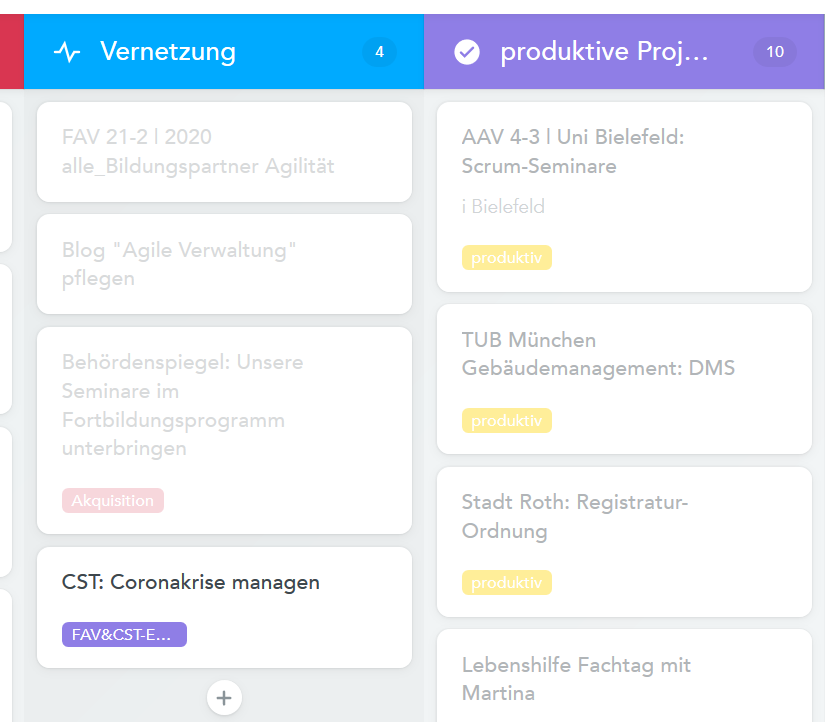 Vernetzung
4
FAV 21-2 | 2020
alle_Bildungspartner Agilität
Blog "Agile Verwaltung"
pflegen
Behördenspiegel: Unsere
Seminare im
Fortbildungsprogramm
unterbringen
Akquisition
CST: Coronakrise managen
FAV&CST-E...
+
produktive Proj...
10
AAV 4-3 | Uni Bielefeld:
Scrum-Seminare
i Bielefeld
produktiv
TUB München
Gebäudemanagement: DMS
produktiv
Stadt Roth: Registratur-
Ordnung
produktiv
Lebenshilfe Fachtag mit
Martina